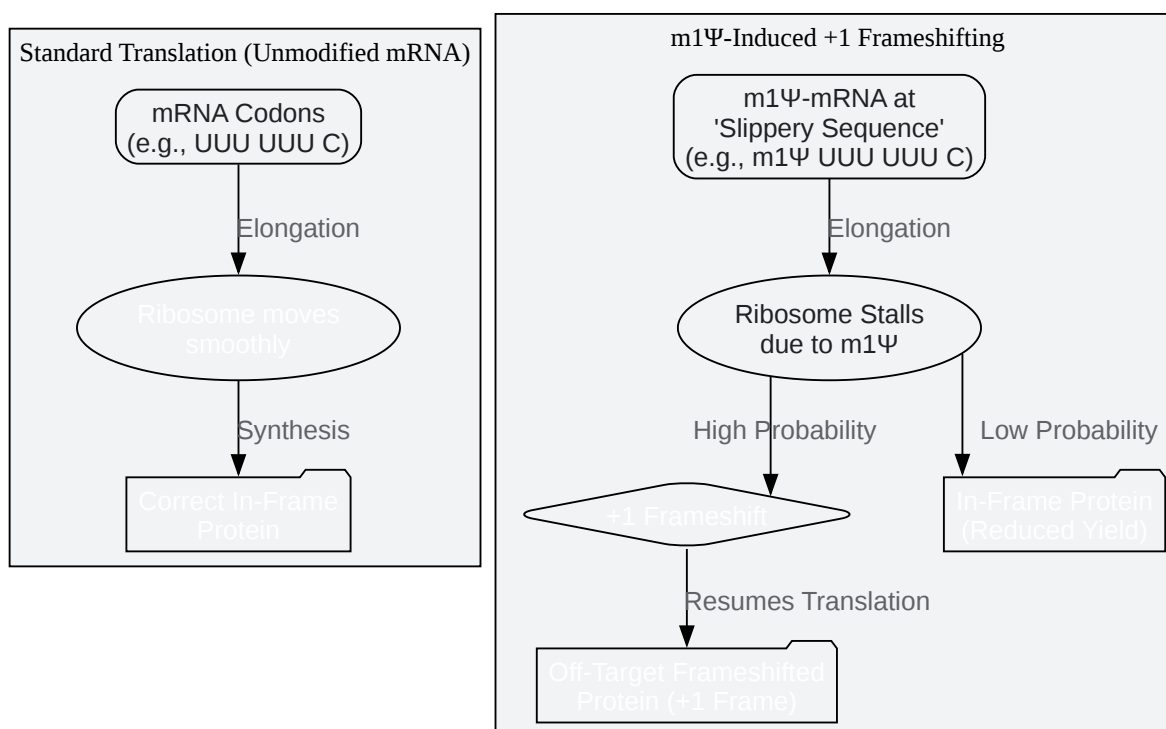 Standard Translation (Unmodified mRNA)
mRNA Codons
(e.g., UUU UUU C)
Elongation
Ribosome moves
smoothly
Synthesis
Correct In-Frame
Protein
m1Ψ-Induced +1 Frameshifting
m1Ψ-mRNA at
'Slippery Sequence'
(e.g., m1Ψ UUU UUU C)
Elongation
Ribosome Stalls
due to m1Ψ
High Probability
Low Probability
+1 Frameshift
In-Frame Protein
(Reduced Yield)
Resumes Translation
Off-Target Frameshifted
Protein (+1 Frame)